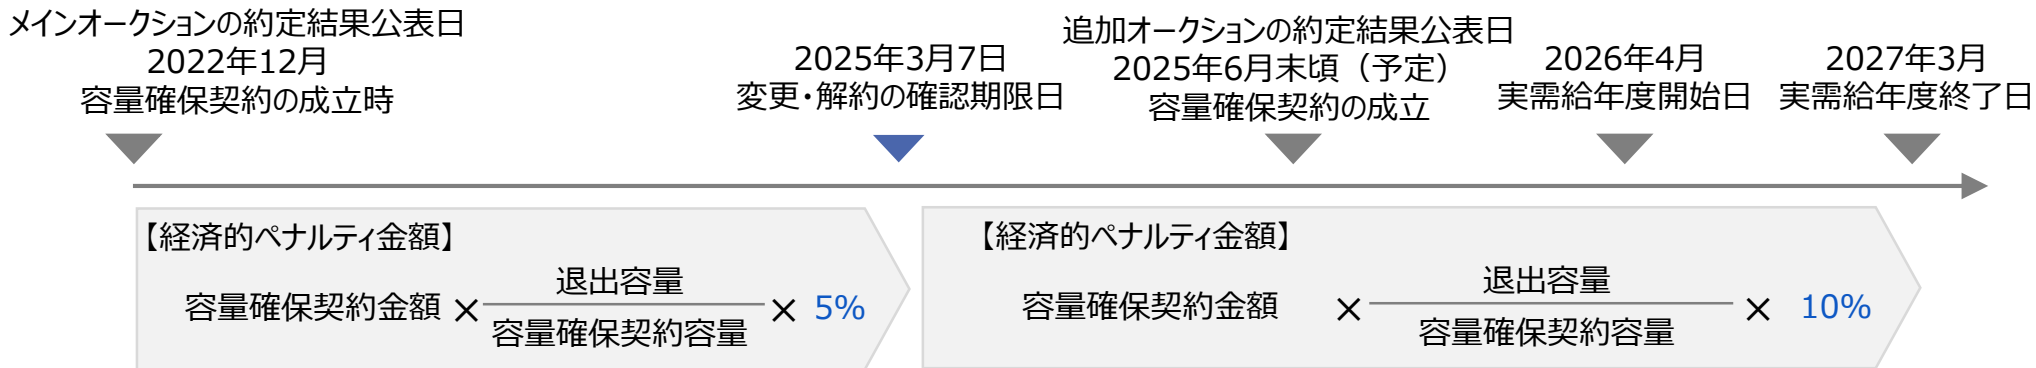 メインオークションの約定結果公表日
2022年12月
容量確保契約の成立時
2025年3月7日
変更・解約の確認期限日
追加オークションの約定結果公表日
2025年6月末頃（予定）
容量確保契約の成立
2026年4月
実需給年度開始日
2027年3月
実需給年度終了日
【経済的ペナルティ金額】
容量確保契約金額 × 退出容量 × 5%
容量確保契約容量
【経済的ペナルティ金額】
容量確保契約金額 × 退出容量 × 10%
容量確保契約容量